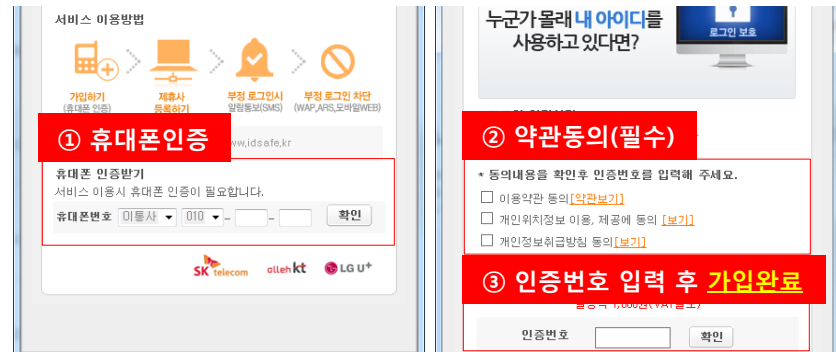 서비스 이용방법
가입하기
(휴대폰 인증)
제휴사
등록하기
부정 로그인시
알람통보(SMS)
부정 로그인 차단
(WAP,ARS,모바일WEB)
① 휴대폰인증
www.idsafe.kr
휴대폰 인증받기
서비스 이용시 휴대폰 인증이 필요합니다.
휴대폰번호 이통사 010 - - 확인
SK telecom olleh kt LG U+
누군가 몰래 내 아이디를
사용하고 있다면?
로그인 보호
② 약관동의(필수)
* 동의내용을 확인후 인증번호를 입력해 주세요.
이용약관 동의[약관보기]
개인위치정보 이용, 제공에 동의 [보기]
개인정보취급방침 동의[보기]
③ 인증번호 입력 후 가입완료
인증번호 확인